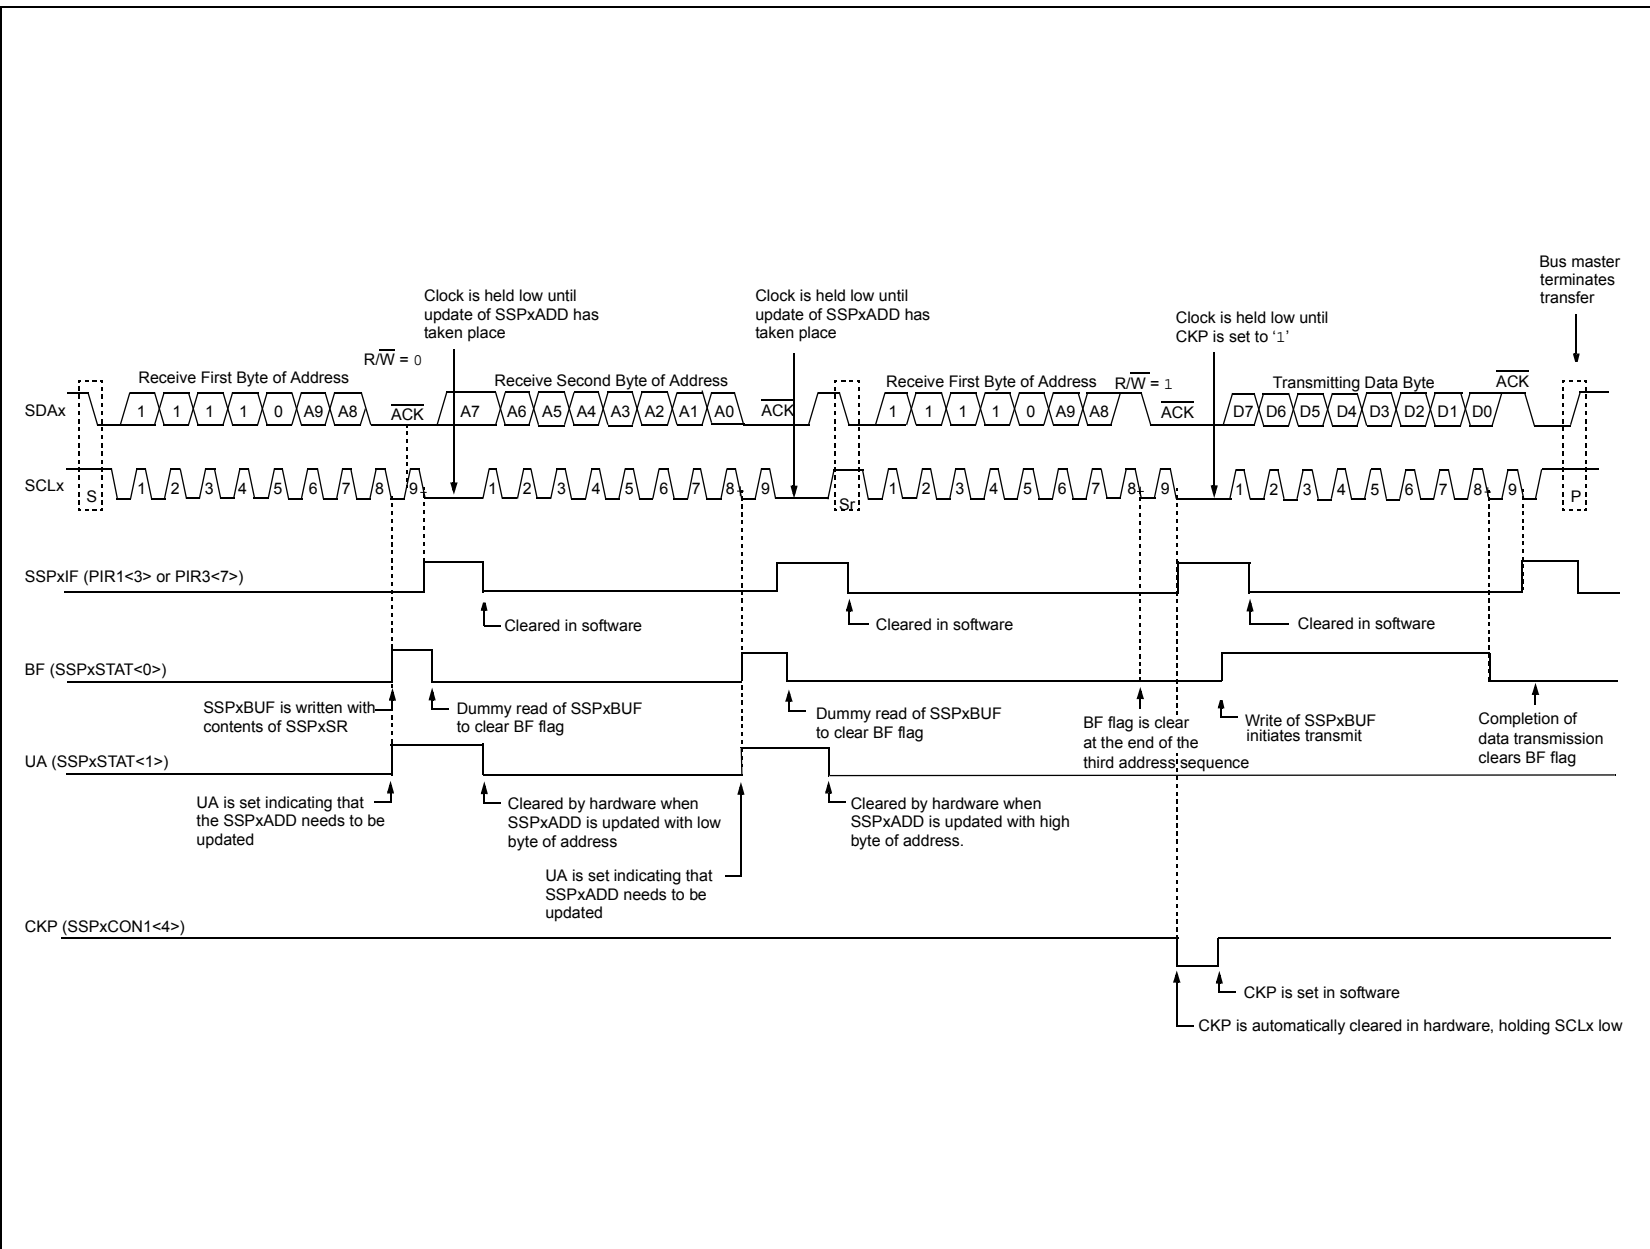 Bus master
terminates
transfer
Clock is held low until
update of SSPxADD has
taken place
Clock is held low until
update of SSPxADD has
taken place
Clock is held low until
CKP is set to ‘1’
R/W = 0
Receive First Byte of Address
Receive Second Byte of Address
Receive First Byte of Address
R/W = 1
Transmitting Data Byte
ACK
SDAx
1 1 1 1 0 A9 A8
ACK
A7 A6 A5 A4 A3 A2 A1 A0
ACK
1 1 1 1 0 A9 A8
ACK
D7 D6 D5 D4 D3 D2 D1 D0
SCLx
S
1 2 3 4 5 6 7 8 9
1 2 3 4 5 6 7 8 9
Sr
1 2 3 4 5 6 7 8 9
1 2 3 4 5 6 7 8 9
P
SSPxIF (PIR1<3> or PIR3<7>)
Cleared in software
Cleared in software
Cleared in software
BF (SSPxSTAT<0>)
SSPxBUF is written with
contents of SSPxSR
Dummy read of SSPxBUF
to clear BF flag
Dummy read of SSPxBUF
to clear BF flag
BF flag is clear
at the end of the
third address sequence
Write of SSPxBUF
initiates transmit
Completion of
data transmission
clears BF flag
UA (SSPxSTAT<1>)
UA is set indicating that
the SSPxADD needs to be
updated
Cleared by hardware when
SSPxADD is updated with low
byte of address
UA is set indicating that
SSPxADD needs to be
updated
Cleared by hardware when
SSPxADD is updated with high
byte of address.
CKP (SSPxCON1<4>)
CKP is set in software
CKP is automatically cleared in hardware, holding SCLx low